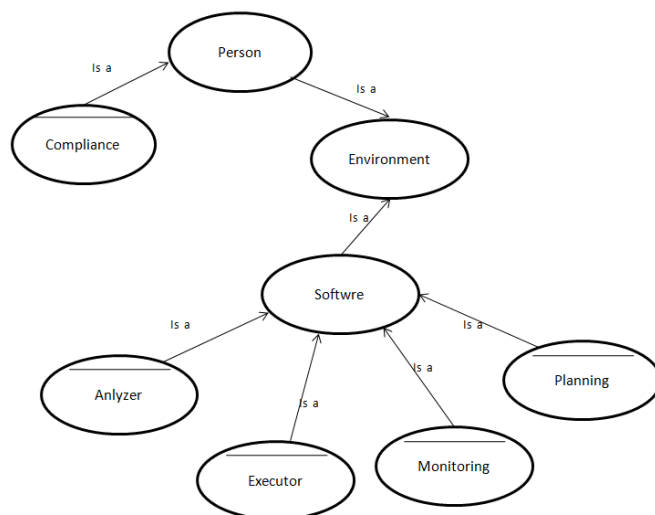 Person
Is a
Is a
Compliance
Environment
Is a
Softwre
Is a
Is a
Is a
Is a
Planning
Anlyzer
Monitoring
Executor